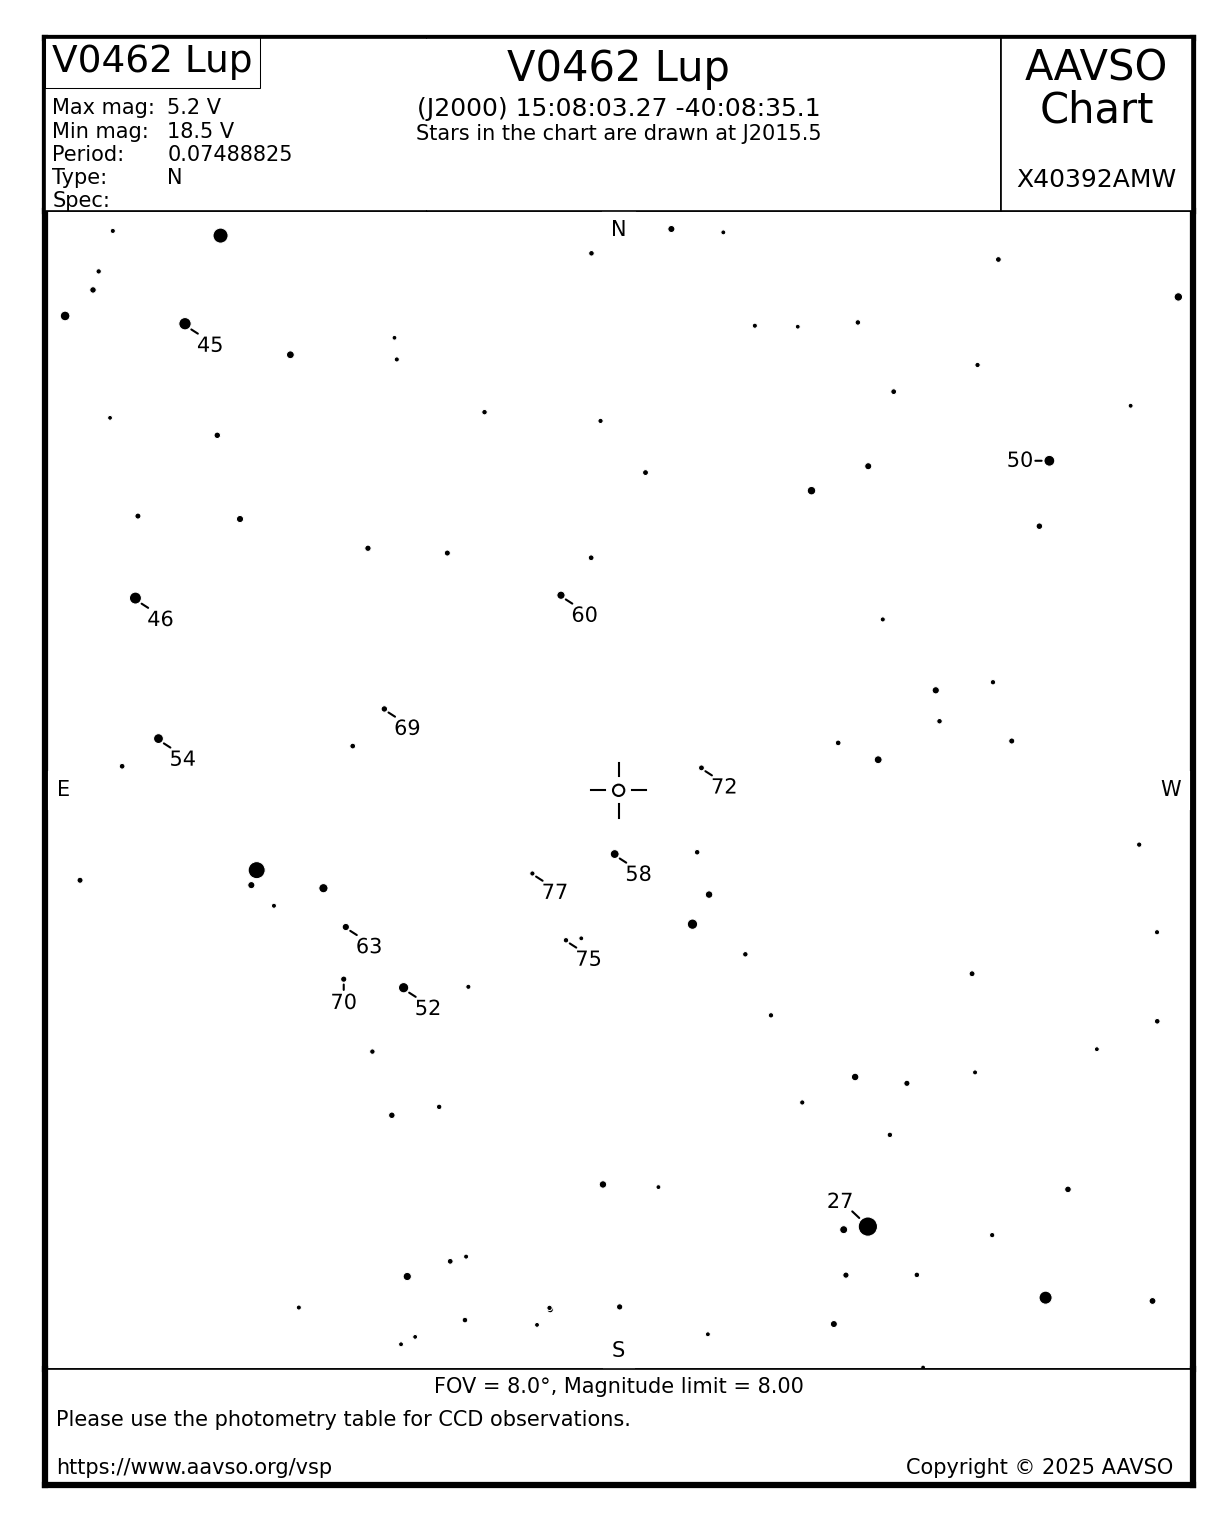 V0462 Lup
Max mag: 5.2 V
Min mag: 18.5 V
Period: 0.07488825
Type: N
Spec:
V0462 Lup
(J2000) 15:08:03.27 -40:08:35.1
Stars in the chart are drawn at J2015.5
AAVSO
Chart
X40392AMW
N
45
50
46
60
69
54
72
E
W
58
77
63
75
70
52
27
S
FOV = 8.0°, Magnitude limit = 8.00
Please use the photometry table for CCD observations.
https://www.aavso.org/vsp
Copyright © 2025 AAVSO